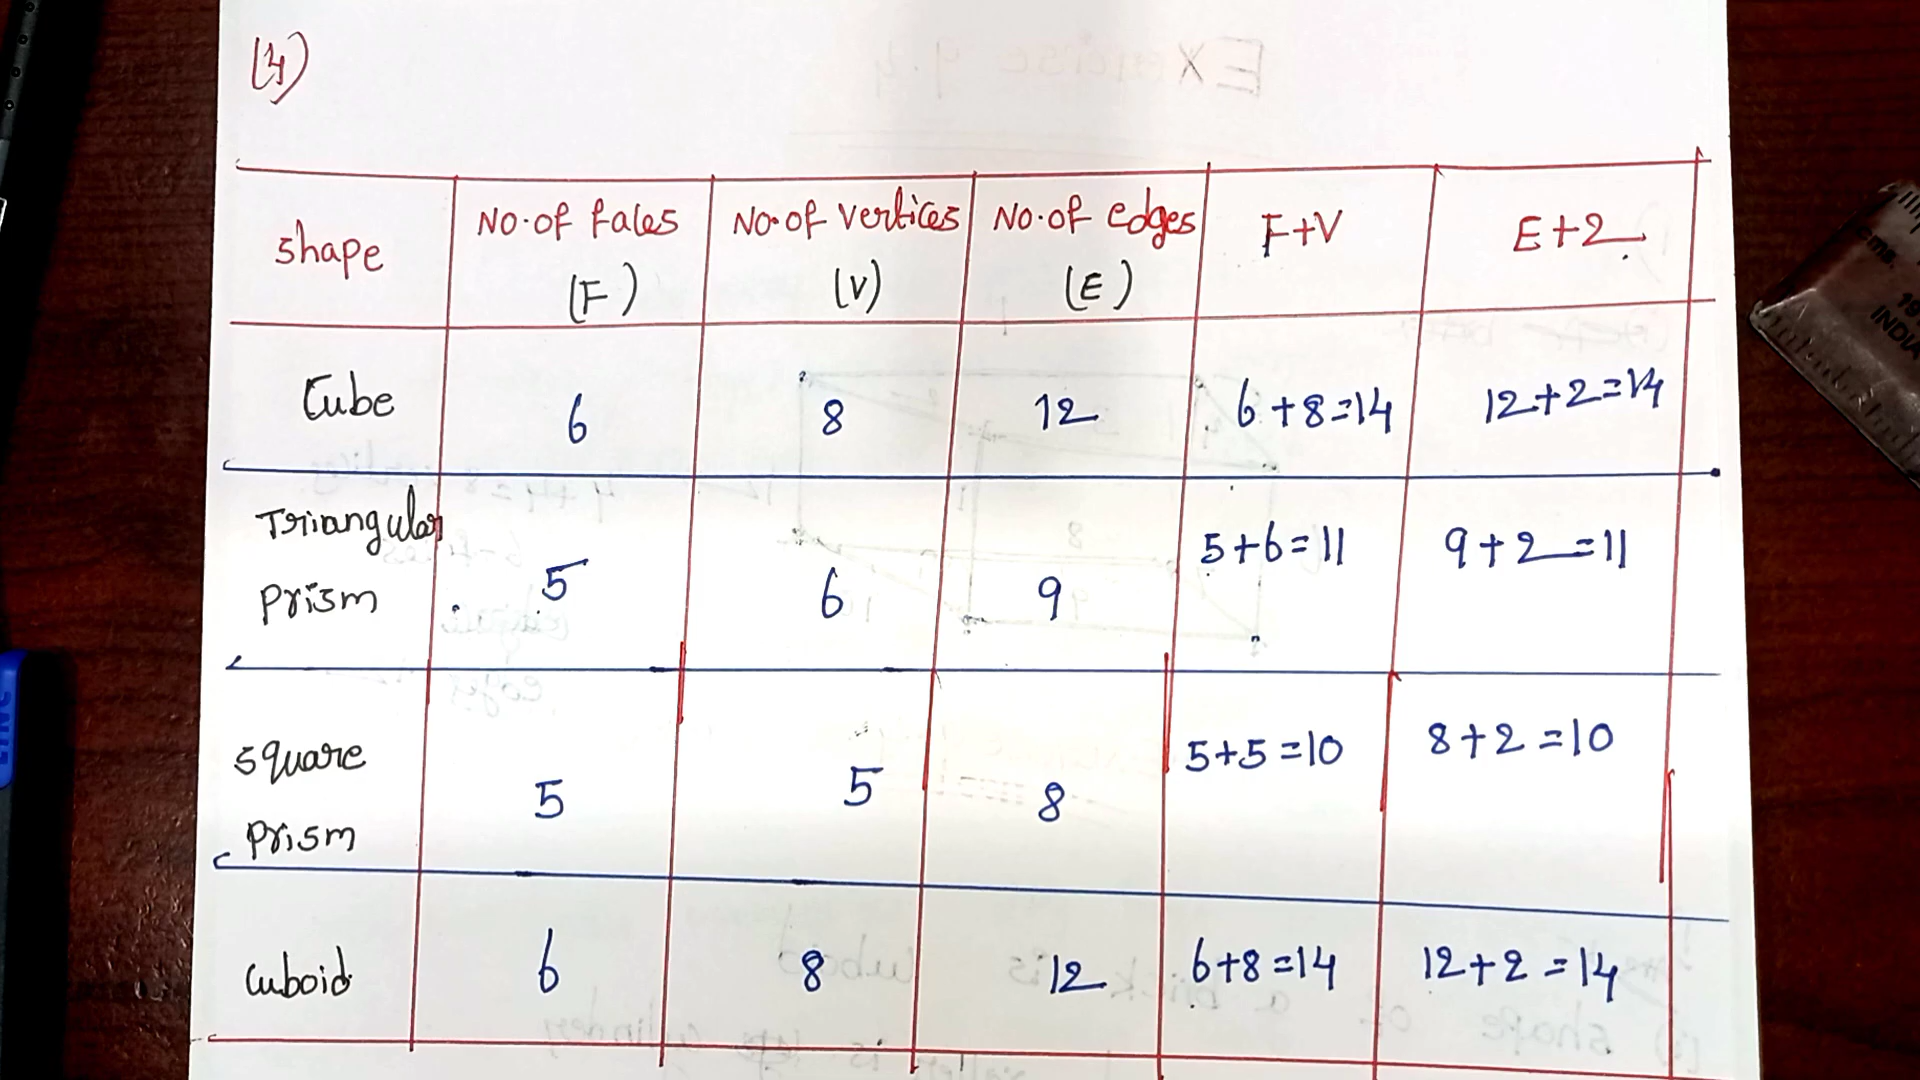 (4)
Shape No. of faces (F) No. of vertices (V) No. of edges (E) F+V E+2
Cube 6 8 12 6+8=14 12+2=14
Triangular Prism 5 6 9 5+6=11 9+2=11
Square Prism 5 5 8 5+5=10 8+2=10
Cuboid 6 8 12 6+8=14 12+2=14
INDIA